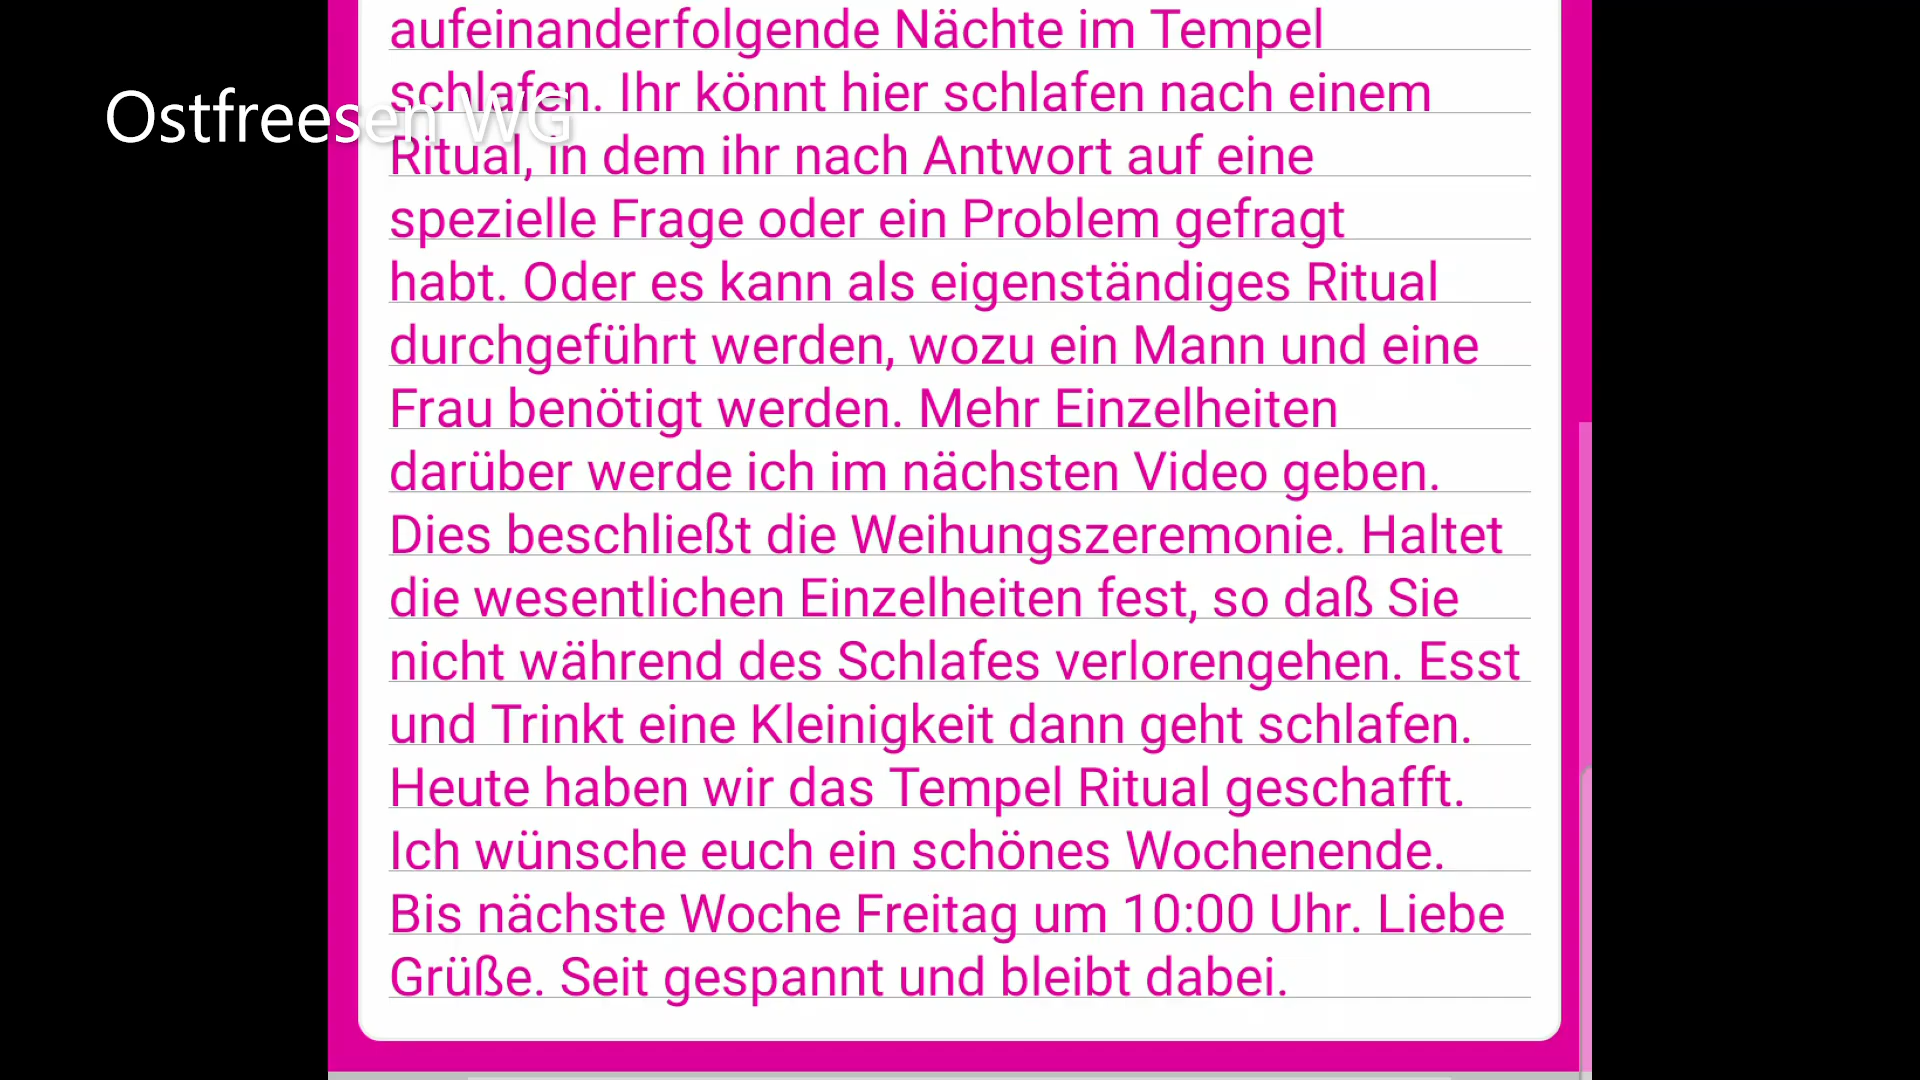 aufeinanderfolgende Nächte im Tempel
schlafen. Ihr könnt hier schlafen nach einem
Ostfreesen WG
Ritual, in dem ihr nach Antwort auf eine
spezielle Frage oder ein Problem gefragt
habt. Oder es kann als eigenständiges Ritual
durchgeführt werden, wozu ein Mann und eine
Frau benötigt werden. Mehr Einzelheiten
darüber werde ich im nächsten Video geben.
Dies beschließt die Weihungszeremonie. Haltet
die wesentlichen Einzelheiten fest, so daß Sie
nicht während des Schlafes verlorengehen. Esst
und Trinkt eine Kleinigkeit dann geht schlafen.
Heute haben wir das Tempel Ritual geschafft.
Ich wünsche euch ein schönes Wochenende.
Bis nächste Woche Freitag um 10:00 Uhr. Liebe
Grüße. Seit gespannt und bleibt dabei.